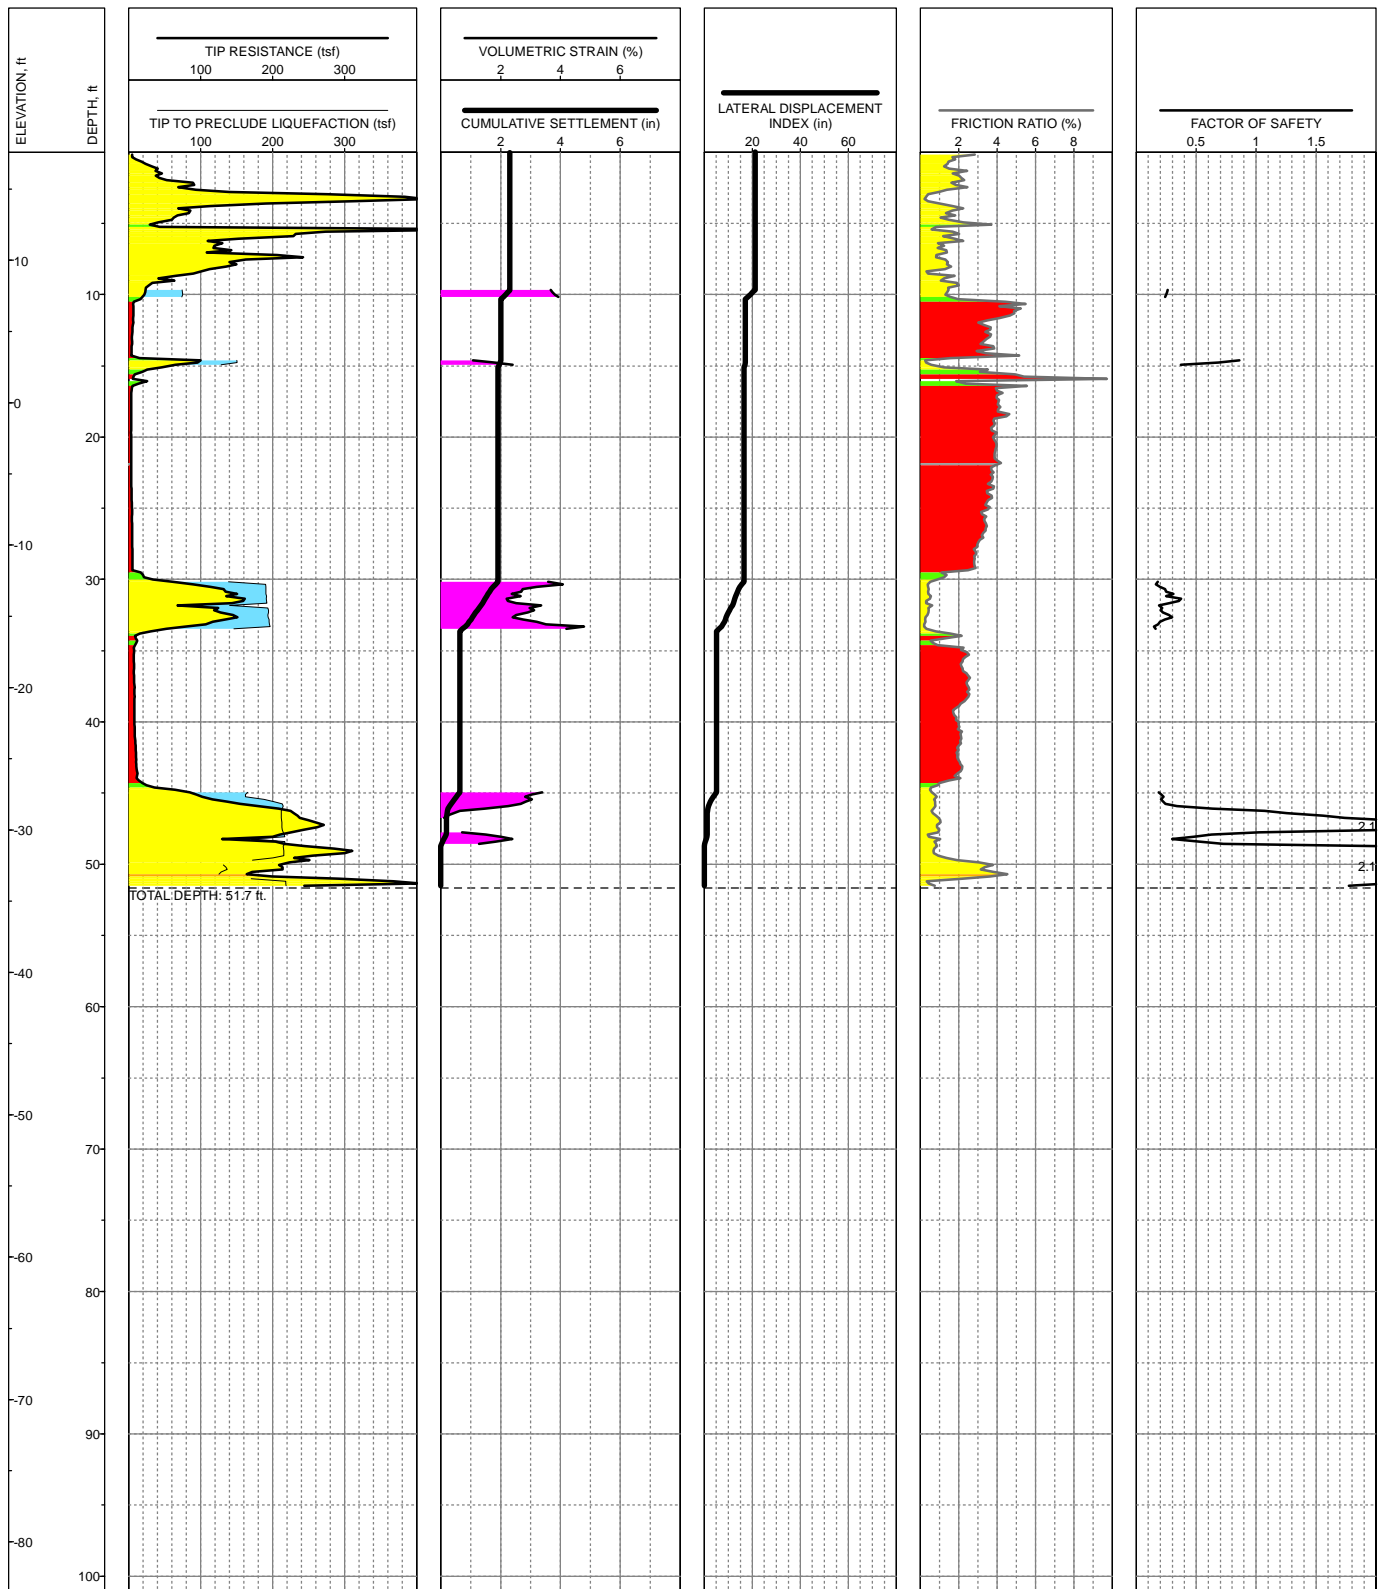 ELEVATION, ft
DEPTH, ft
TIP RESISTANCE (tsf)
100 200 300
TIP TO PRECLUDE LIQUEFACTION (tsf)
100 200 300
VOLUMETRIC STRAIN (%)
2 4 6
CUMULATIVE SETTLEMENT (in)
2 4 6
LATERAL DISPLACEMENT
INDEX (in)
20 40 60
FRICTION RATIO (%)
2 4 6 8
FACTOR OF SAFETY
0.5 1 1.5
10
0
-10
-20
-30
-40
-50
-60
-70
-80
10
20
30
40
50
60
70
80
90
100
TOTAL DEPTH: 51.7 ft.
2.1
2.1